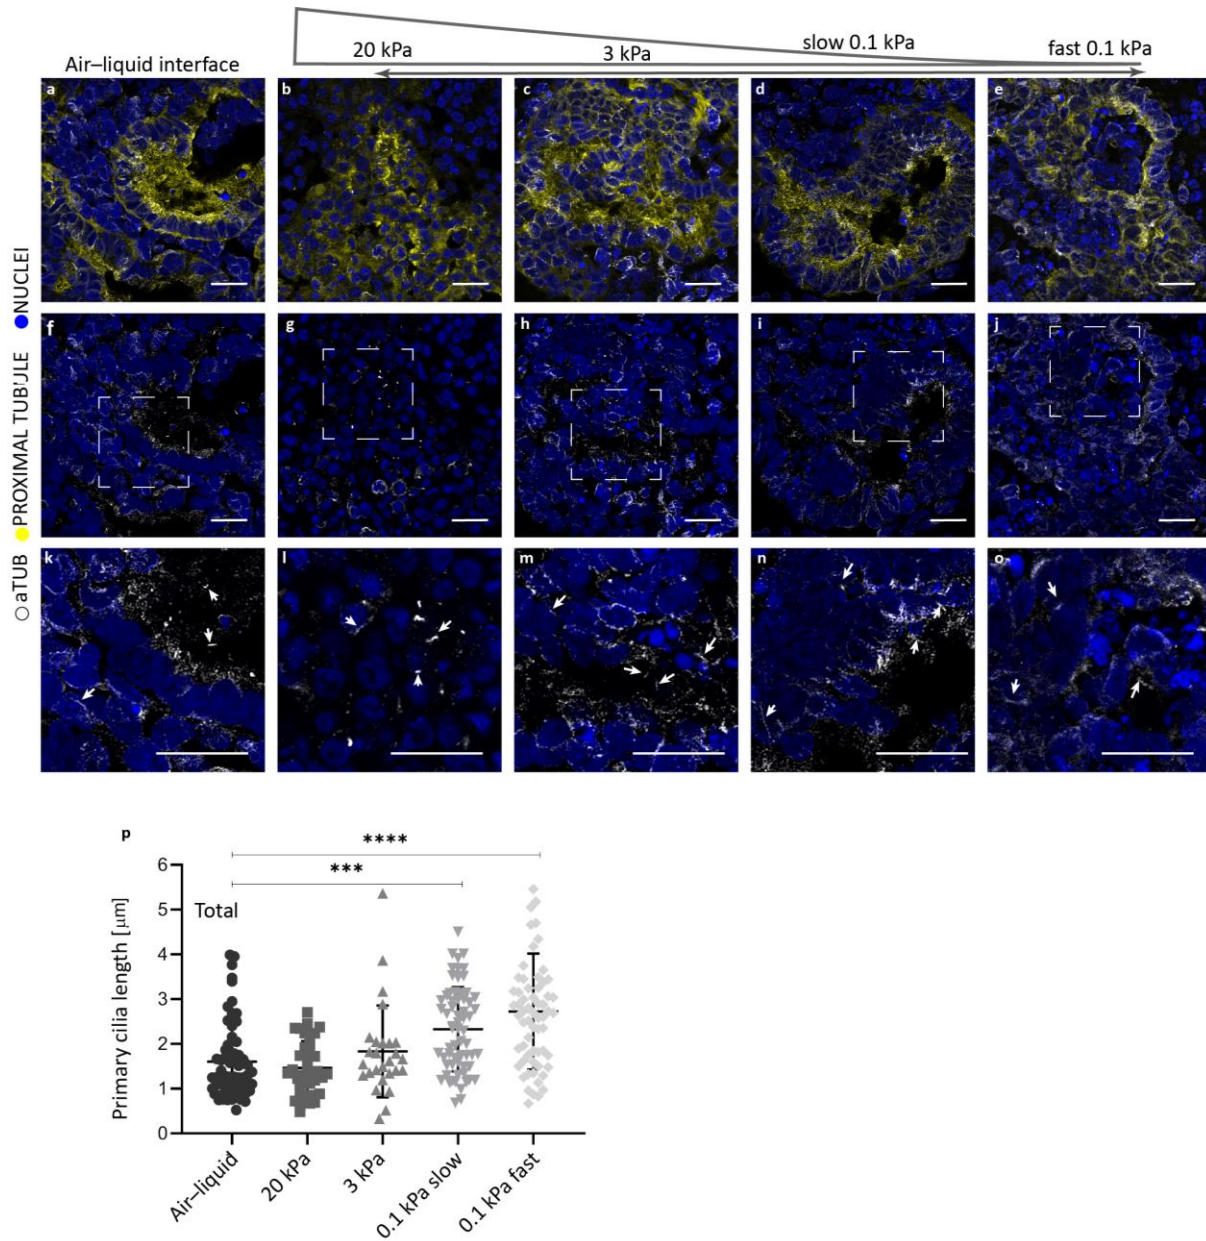 20 kPa
3 kPa
slow 0.1 kPa
fast 0.1 kPa
Air–liquid interface
a
b
c
d
e
f
g
h
i
j
k
l
m
n
o
○ aTUB ● PROXIMAL TUBULE ● NUCLEI
p
****
***
Total
Primary cilia length [μm]
6
5
4
3
2
1
0
Air–liquid
20 kPa
3 kPa
0.1 kPa slow
0.1 kPa fast